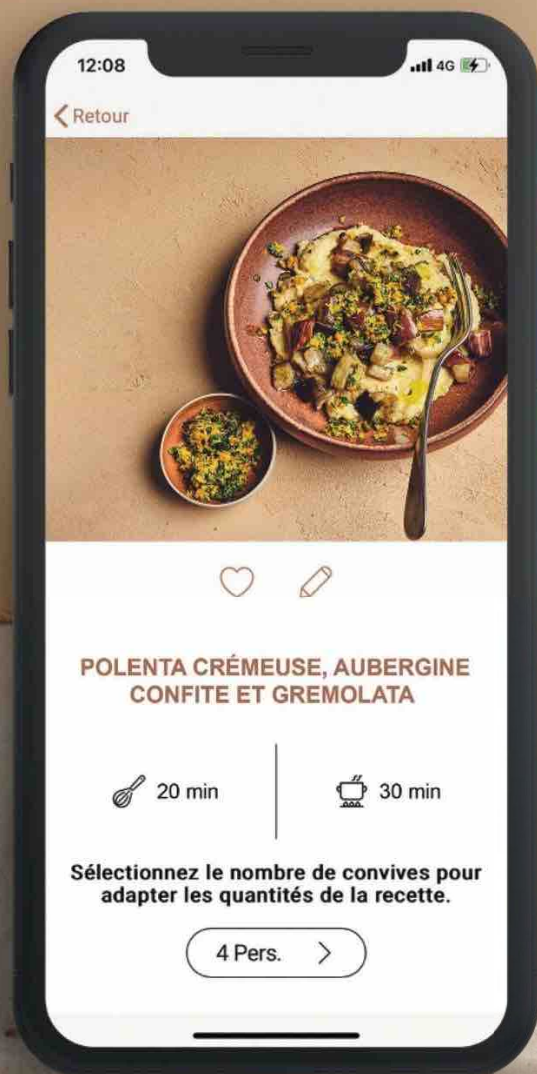 12:08
4G
Retour
POLENTA CRÉMEUSE, AUBERGINE
CONFITE ET GREMOLATA
20 min
30 min
Sélectionnez le nombre de convives pour
adapter les quantités de la recette.
4 Pers.